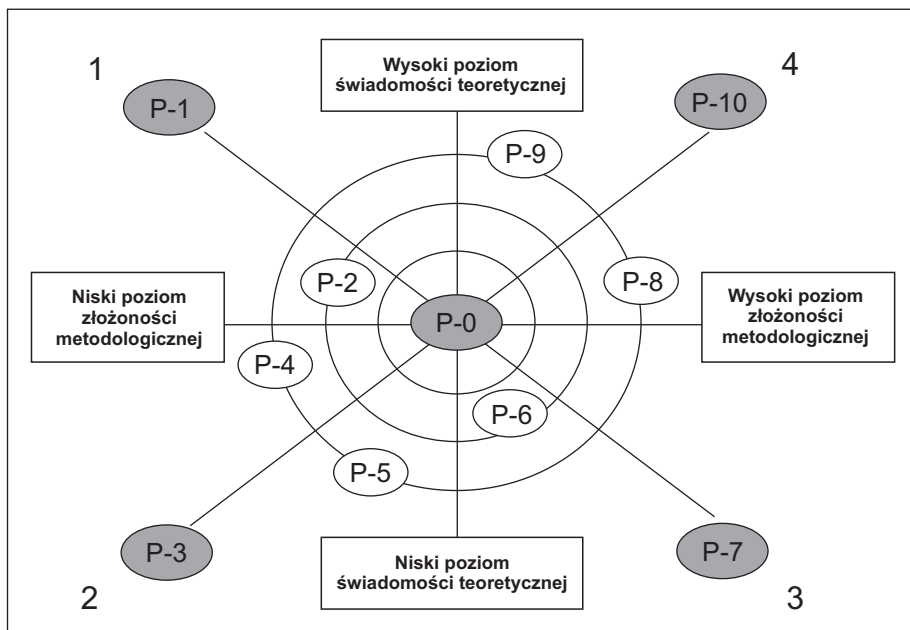 1
Wysoki poziom
świadomości teoretycznej
4
P-1
P-10
P-9
P-2
P-8
Niski poziom
złożoności
metodologicznej
P-0
Wysoki poziom
złożoności
metodologicznej
P-4
P-6
P-5
P-3
Niski poziom
świadomości teoretycznej
P-7
2
3